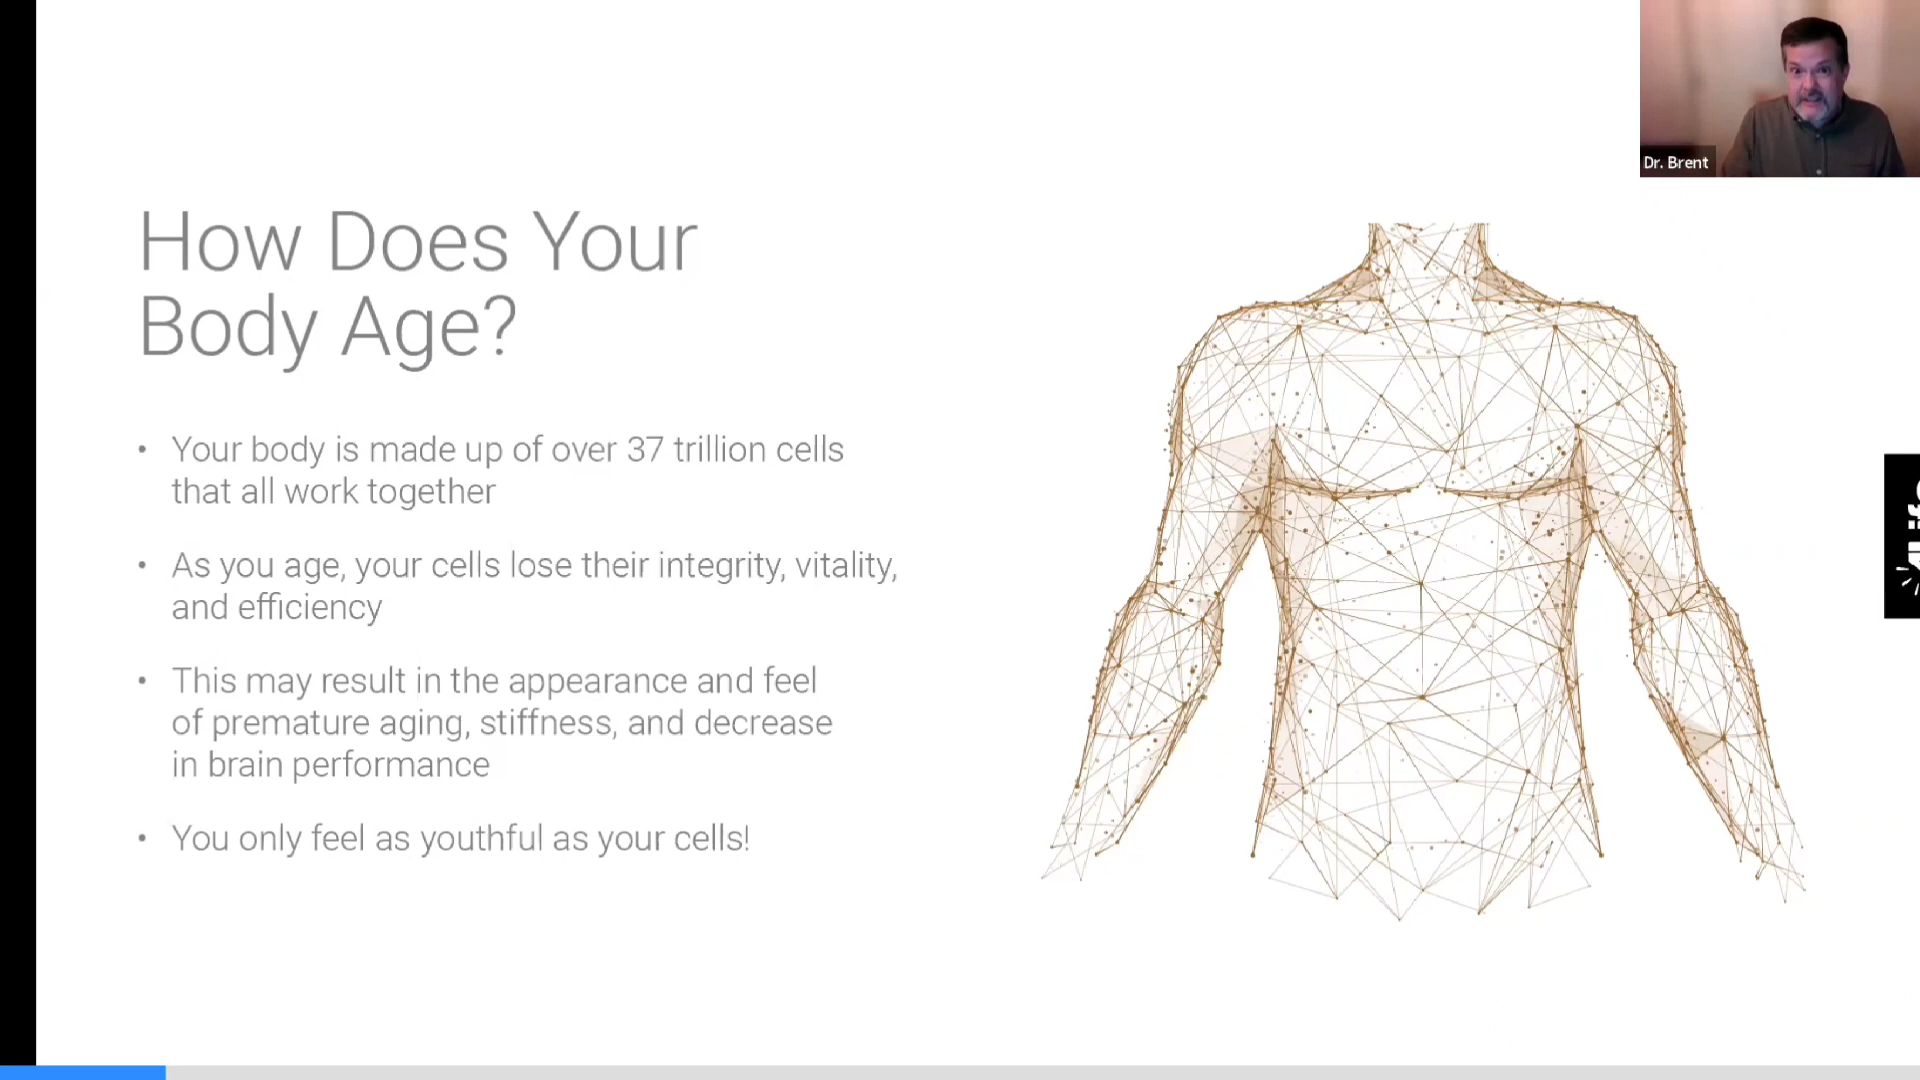 Dr. Brent
How Does Your
Body Age?
• Your body is made up of over 37 trillion cells
that all work together
• As you age, your cells lose their integrity, vitality,
and efficiency
• This may result in the appearance and feel
of premature aging, stiffness, and decrease
in brain performance
• You only feel as youthful as your cells!